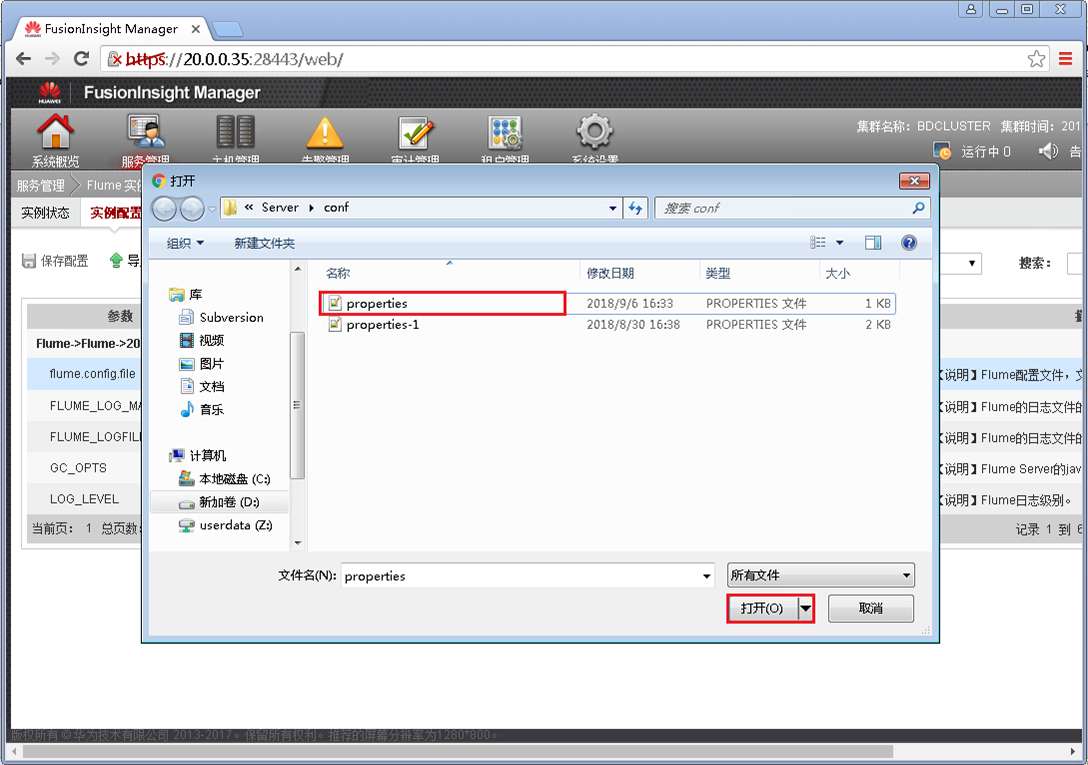 FusionInsight Manager
https://20.0.0.35:28443/web/
HUAWEI
FusionInsight Manager
集群名称: BDCLUSTER 集群时间: 201
系统概览
服务管理
主机管理
告警管理
审计管理
租户管理
系统设置
运行中 0
告
服务管理
Flume 实例
打开
实例状态
实例配置
« Server
conf
搜索 conf
组织
新建文件夹
保存配置
导
搜索:
名称
修改日期
类型
大小
库
Subversion
视频
图片
文档
音乐
计算机
本地磁盘 (C:)
新加卷 (D:)
userdata (Z:)
properties
2018/9/6 16:33
PROPERTIES 文件
1 KB
properties-1
2018/8/30 16:38
PROPERTIES 文件
2 KB
参数
Flume->Flume->20
flume.config.file
【说明】Flume配置文件，文
FLUME_LOG_MA
【说明】Flume的日志文件的
FLUME_LOGFIL
【说明】Flume的日志文件的
GC_OPTS
【说明】Flume Server的jav
LOG_LEVEL
【说明】Flume日志级别。
当前页: 1 总页数:
记录 1 到 6
文件名(N):
properties
所有文件
打开(O)
取消
版权所有 © 华为技术有限公司 2013-2017。保留所有权利。推荐的屏幕分辨率为1280*800。